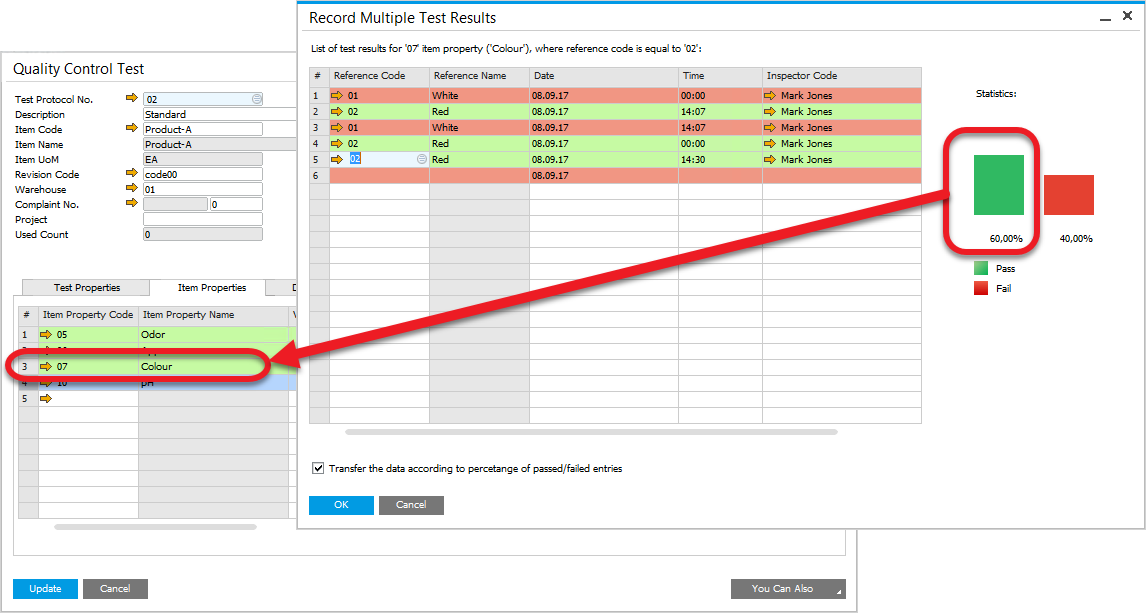 Record Multiple Test Results
List of test results for '07' item property ('Colour'), where reference code is equal to '02':
# Reference Code Reference Name Date Time Inspector Code
1 01 White 08.09.17 00:00 Mark Jones
2 02 Red 08.09.17 14:07 Mark Jones
3 01 White 08.09.17 14:07 Mark Jones
4 02 Red 08.09.17 00:00 Mark Jones
5 02 Red 08.09.17 14:30 Mark Jones
6 08.09.17
Statistics:
60,00% 40,00%
Pass
Fail
Transfer the data according to percetange of passed/failed entries
OK Cancel
Quality Control Test
Test Protocol No. 02
Description Standard
Item Code Product-A
Item Name Product-A
Item UoM EA
Revision Code code00
Warehouse 01
Complaint No. 0
Project
Used Count 0
Test Properties Item Properties D
# Item Property Code Item Property Name V
1 05 Odor
3 07 Colour
4 10 pH
5
Update Cancel You Can Also